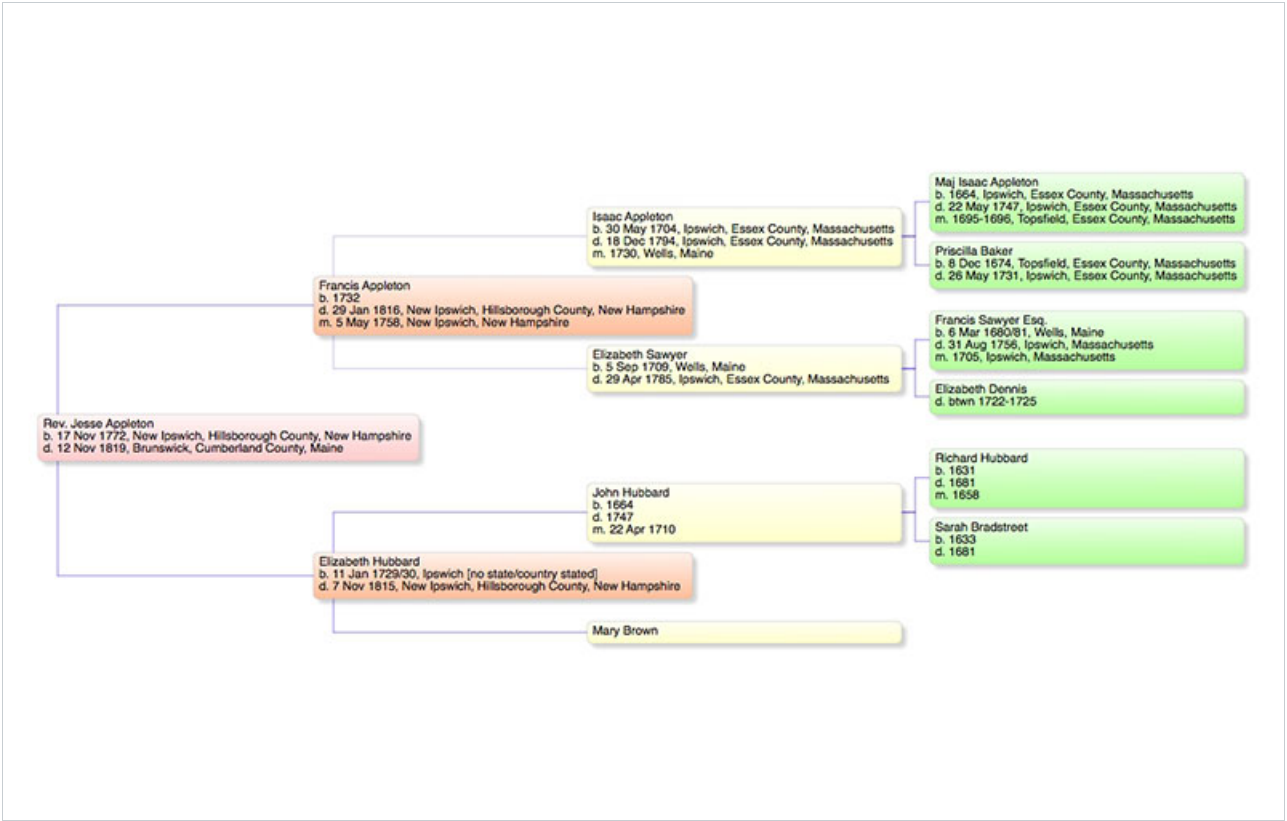 Maj Isaac Appleton
b. 1664, Ipswich, Essex County, Massachusetts
d. 22 May 1747, Ipswich, Essex County, Massachusetts
m. 1695-1696, Topsfield, Essex County, Massachusetts
Isaac Appleton
b. 30 May 1704, Ipswich, Essex County, Massachusetts
d. 18 Dec 1794, Ipswich, Essex County, Massachusetts
m. 1730, Wells, Maine
Priscilla Baker
b. 8 Dec 1674, Topsfield, Essex County, Massachusetts
d. 26 May 1731, Ipswich, Essex County, Massachusetts
Francis Appleton
b. 1732
d. 29 Jan 1816, New Ipswich, Hillsborough County, New Hampshire
m. 5 May 1758, New Ipswich, New Hampshire
Francis Sawyer Esq.
b. 6 Mar 1680/81, Wells, Maine
d. 31 Aug 1756, Ipswich, Massachusetts
m. 1705, Ipswich, Massachusetts
Elizabeth Sawyer
b. 5 Sep 1709, Wells, Maine
d. 29 Apr 1785, Ipswich, Essex County, Massachusetts
Elizabeth Dennis
d. btwn 1722-1725
Rev. Jesse Appleton
b. 17 Nov 1772, New Ipswich, Hillsborough County, New Hampshire
d. 12 Nov 1819, Brunswick, Cumberland County, Maine
Richard Hubbard
b. 1631
d. 1681
m. 1658
John Hubbard
b. 1664
d. 1747
m. 22 Apr 1710
Sarah Bradstreet
b. 1633
d. 1681
Elizabeth Hubbard
b. 11 Jan 1729/30, Ipswich [no state/country stated]
d. 7 Nov 1815, New Ipswich, Hillsborough County, New Hampshire
Mary Brown